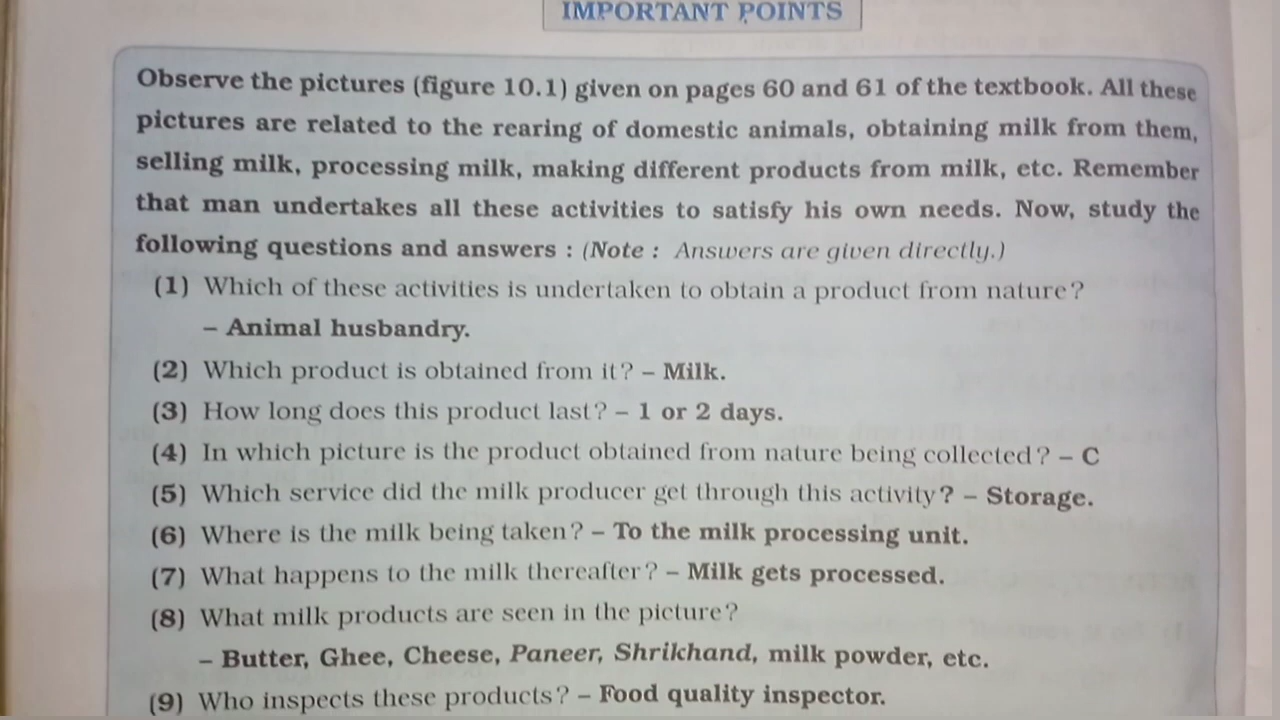 IMPORTANT POINTS
Observe the pictures (figure 10.1) given on pages 60 and 61 of the textbook. All these
pictures are related to the rearing of domestic animals, obtaining milk from them,
selling milk, processing milk, making different products from milk, etc. Remember
that man undertakes all these activities to satisfy his own needs. Now, study the
following questions and answers : (Note : Answers are given directly.)
(1) Which of these activities is undertaken to obtain a product from nature?
– Animal husbandry.
(2) Which product is obtained from it? – Milk.
(3) How long does this product last? – 1 or 2 days.
(4) In which picture is the product obtained from nature being collected? – C
(5) Which service did the milk producer get through this activity? – Storage.
(6) Where is the milk being taken? – To the milk processing unit.
(7) What happens to the milk thereafter? – Milk gets processed.
(8) What milk products are seen in the picture?
– Butter, Ghee, Cheese, Paneer, Shrikhand, milk powder, etc.
(9) Who inspects these products? – Food quality inspector.